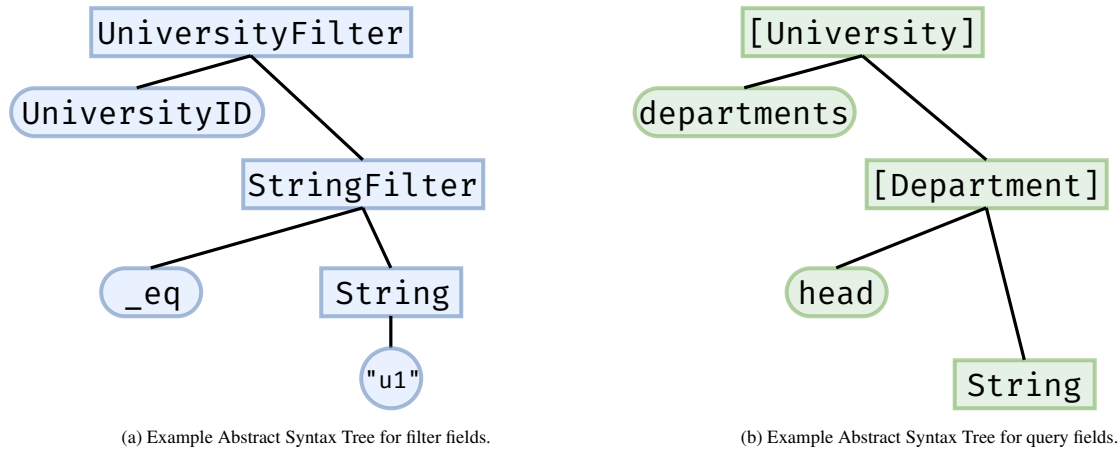 UniversityFilter
UniversityID
StringFilter
_eq
String
"u1"
(a) Example Abstract Syntax Tree for filter fields.
[University]
departments
[Department]
head
String
(b) Example Abstract Syntax Tree for query fields.